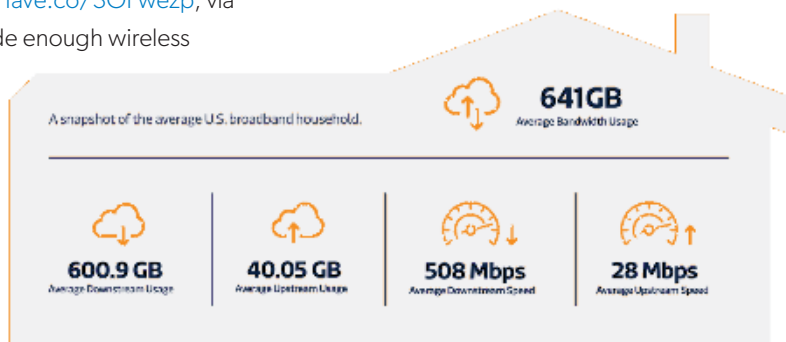 via
enough wireless
A snapshot of the average U.S. broadband household.
641GB
Average Bandwidth Usage
600.9 GB
Average Downstream Usage
40.05 GB
Average Upstream Usage
508 Mbps
Average Downstream Speed
28 Mbps
Average Upstream Speed